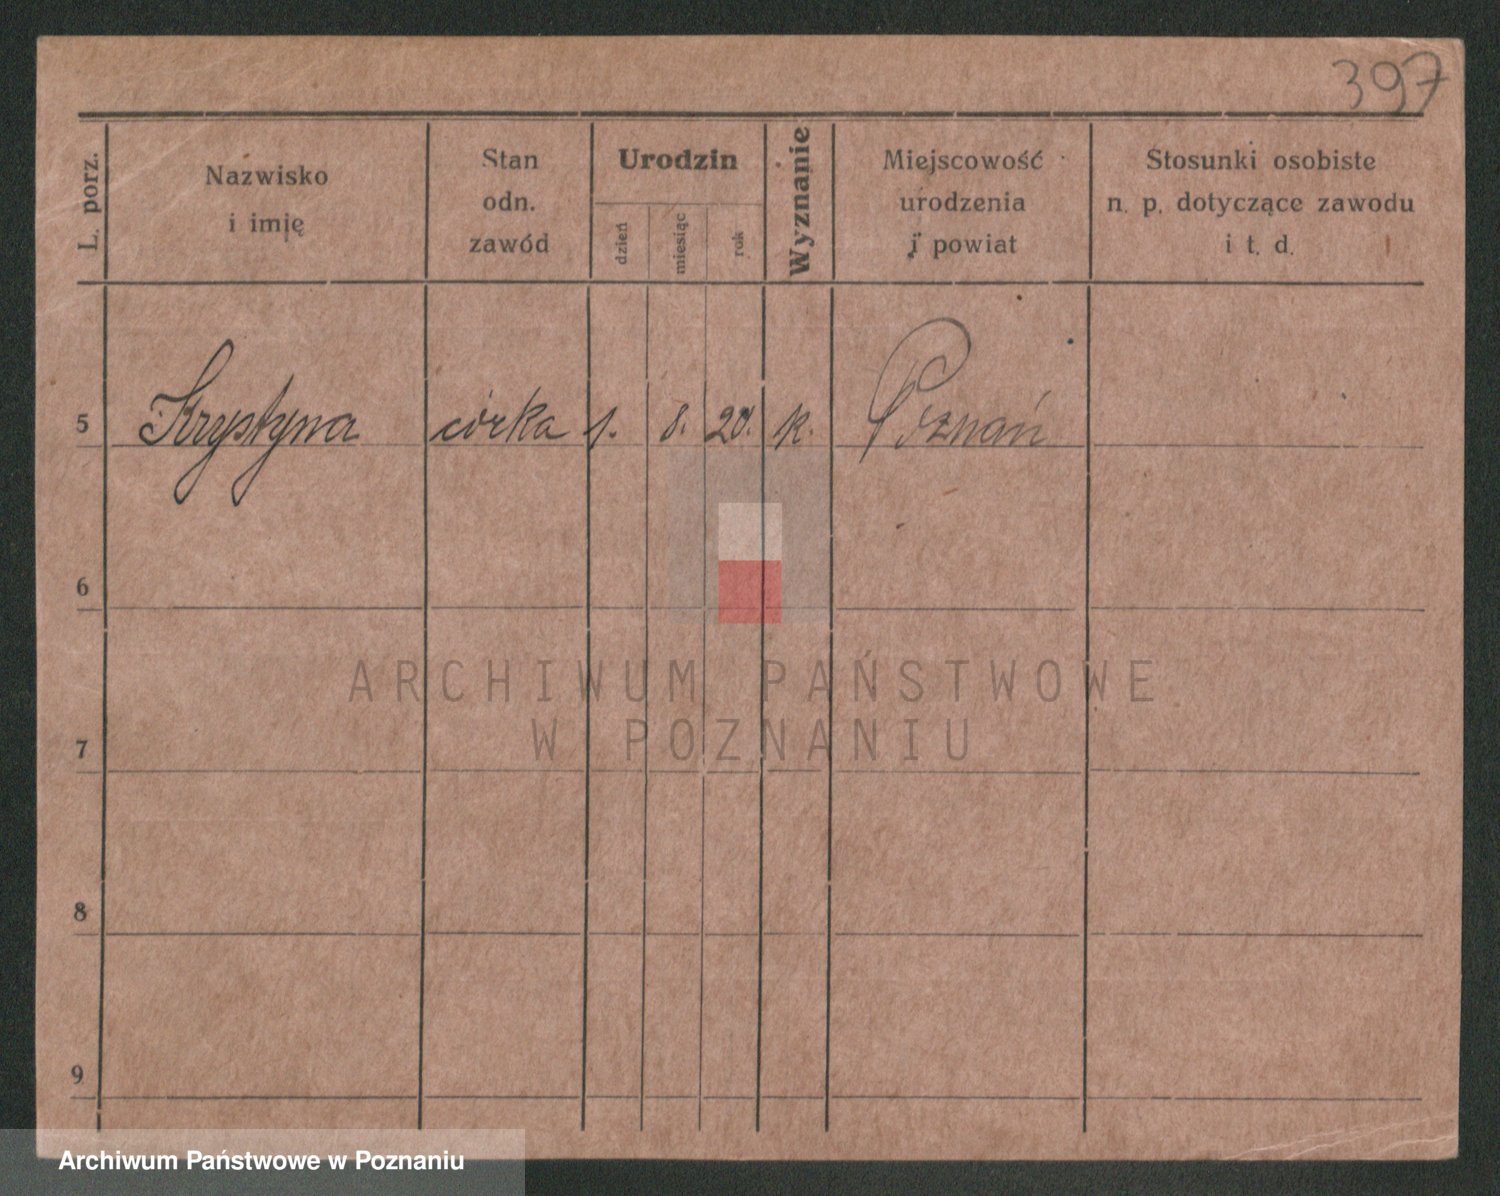 397
L. porz.
Nazwisko
i imię
Stan
odn.
zawód
Urodzin
dzień
miesiąc
rok
Wyznanie
Miejscowość
urodzenia
i powiat
Stosunki osobiste
n. p. dotyczące zawodu
i t. d.
5 Krystyna córka 1. 8. 20. k. Poznań
6
7
8
9
ARCHIWUM PAŃSTWOWE
W POZNANIU
Archiwum Państwowe w Poznaniu